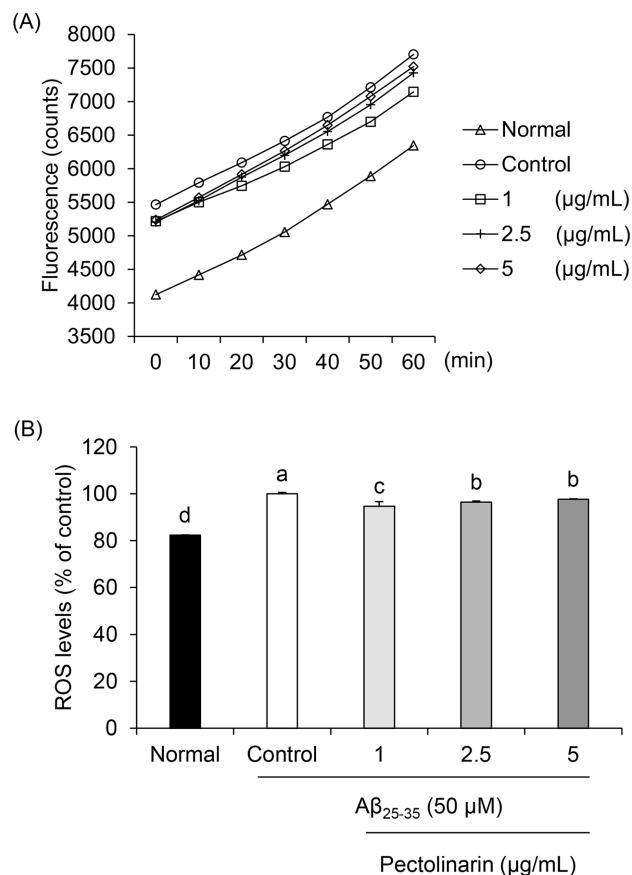 (A)
Fluorescence (counts)
8000
7500
7000
6500
6000
5500
5000
4500
4000
3500
0 10 20 30 40 50 60 (min)
Normal
Control
1 (µg/mL)
2.5 (µg/mL)
5 (µg/mL)
(B)
ROS levels (% of control)
120
100
80
60
40
20
0
d a c b b
Normal Control 1 2.5 5
Aβ25-35 (50 µM)
Pectolinarin (µg/mL)